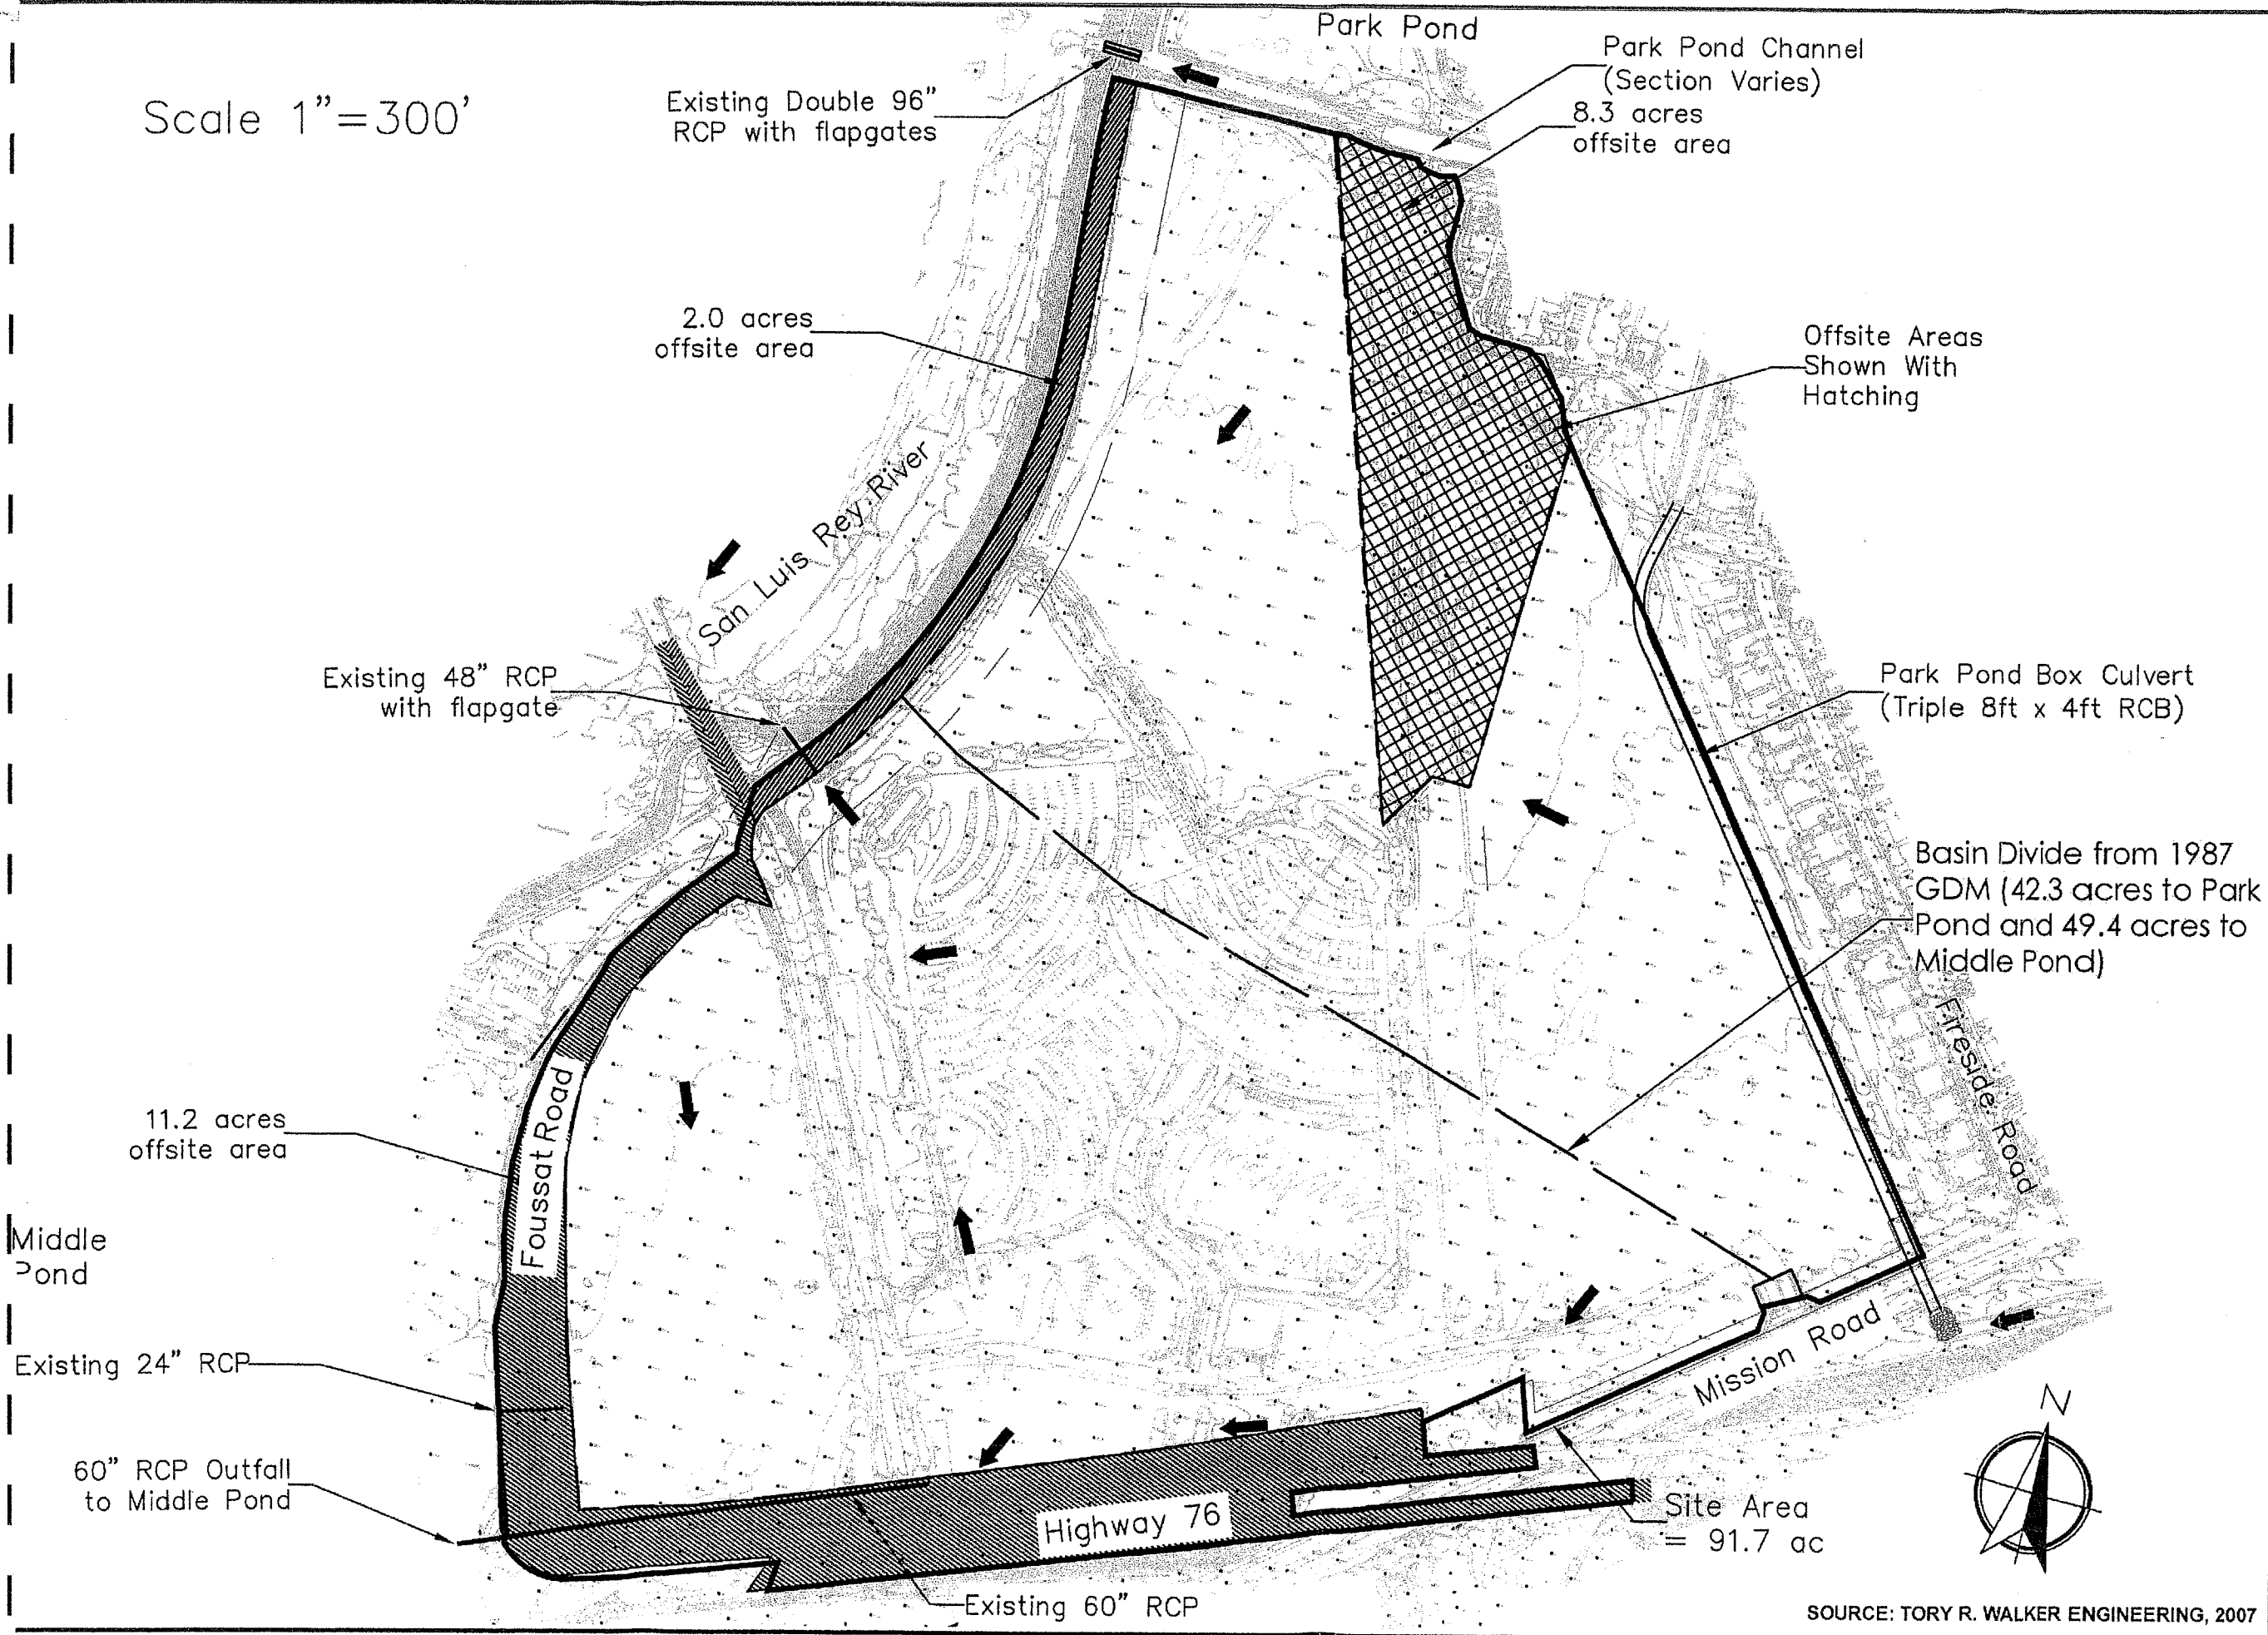 Park Pond
Scale 1"=300'
Existing Double 96"
RCP with flapgates
Park Pond Channel
(Section Varies)
8.3 acres
offsite area
2.0 acres
offsite area
Offsite Areas
Shown With
Hatching
San Luis Rey River
Existing 48" RCP
with flapgate
Park Pond Box Culvert
(Triple 8ft x 4ft RCB)
Basin Divide from 1987
GDM (42.3 acres to Park
Pond and 49.4 acres to
Middle Pond)
Fireside Road
Foussat Road
11.2 acres
offsite area
Middle
Pond
Existing 24" RCP
Mission Road
N
60" RCP Outfall
to Middle Pond
Highway 76
Site Area
= 91.7 ac
Existing 60" RCP
SOURCE: TORY R. WALKER ENGINEERING, 2007